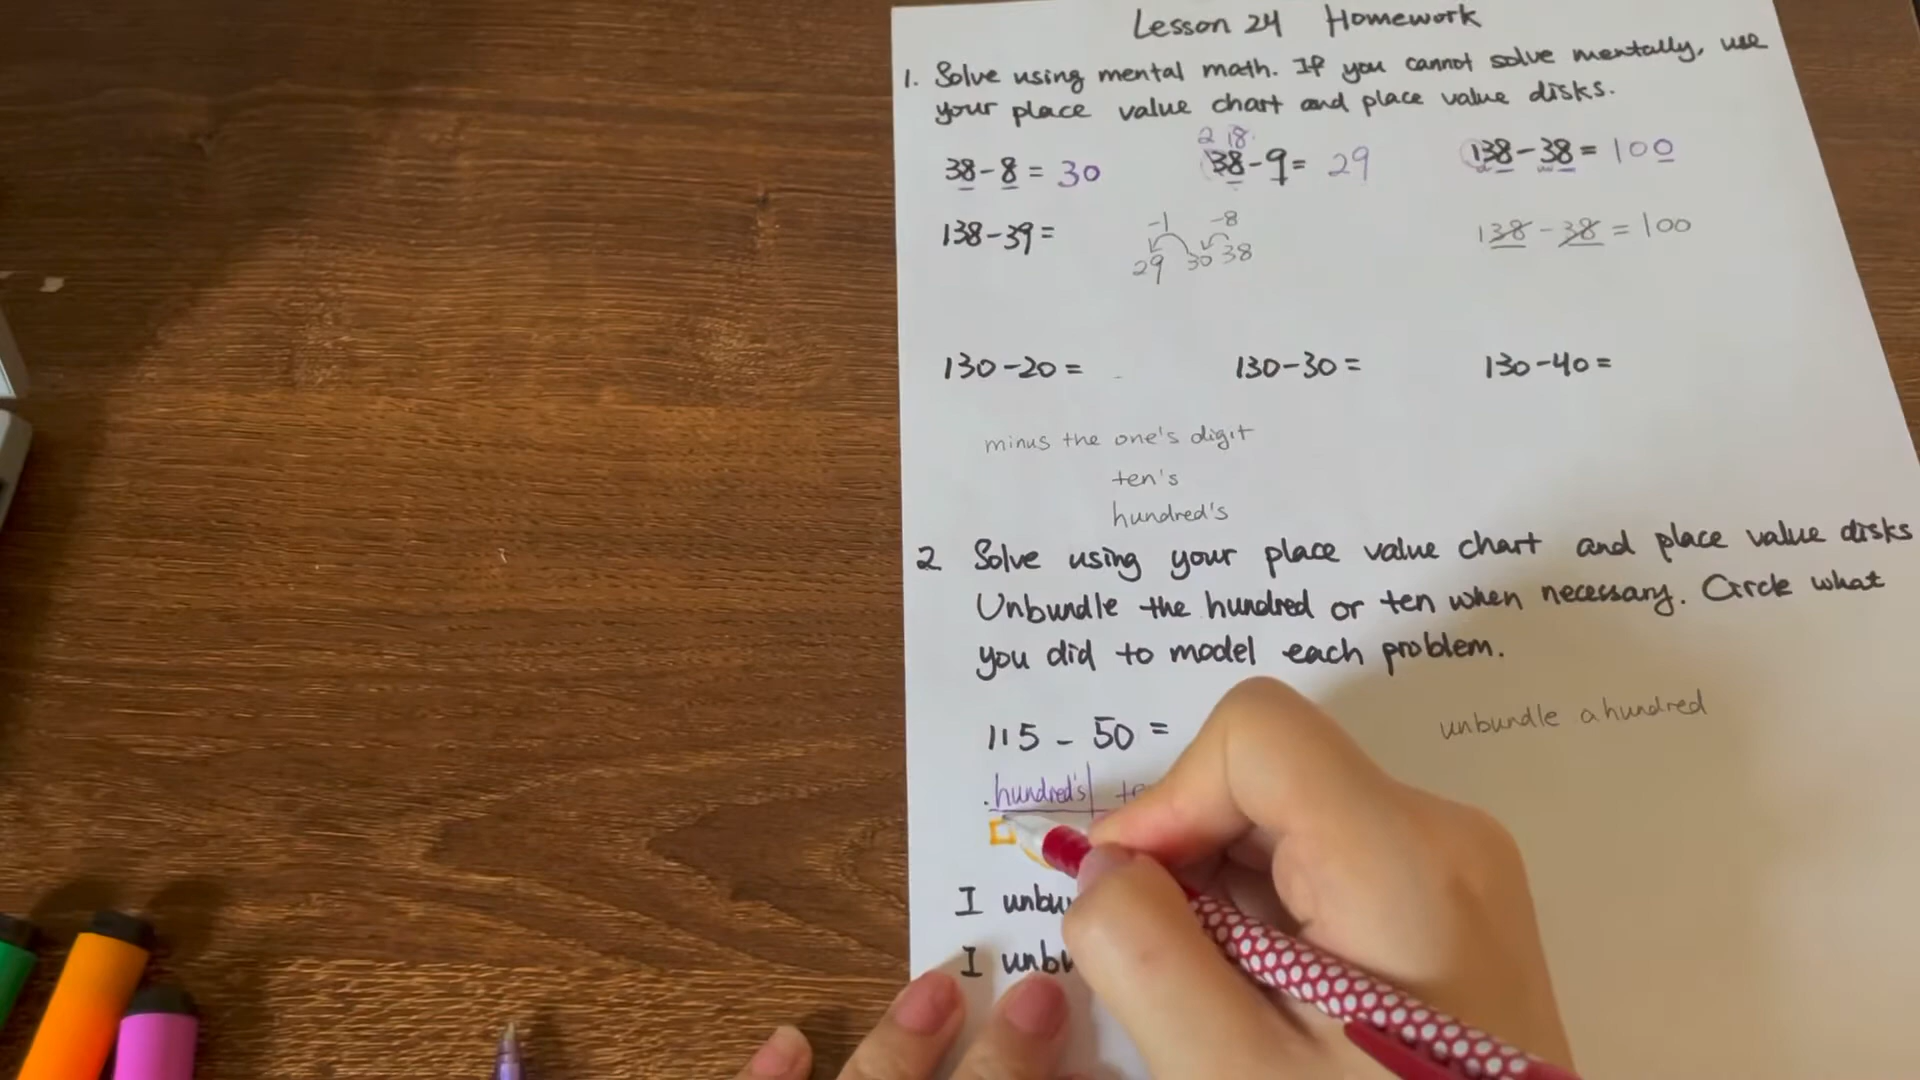 Lesson 24 Homework
1. Solve using mental math. If you cannot solve mentally, use
your place value chart and place value disks.
2 18
38-8 = 30 38-9= 29 138-38= 100
138-39=
-1 -8
29 30 38
138-38=100
130-20= 130-30= 130-40=
minus the one's digit
ten's
hundred's
2 Solve using your place value chart and place value disks
Unbundle the hundred or ten when necessary. Circle what
you did to model each problem.
unbundle a hundred
115 - 50 =
hundred's
I
I